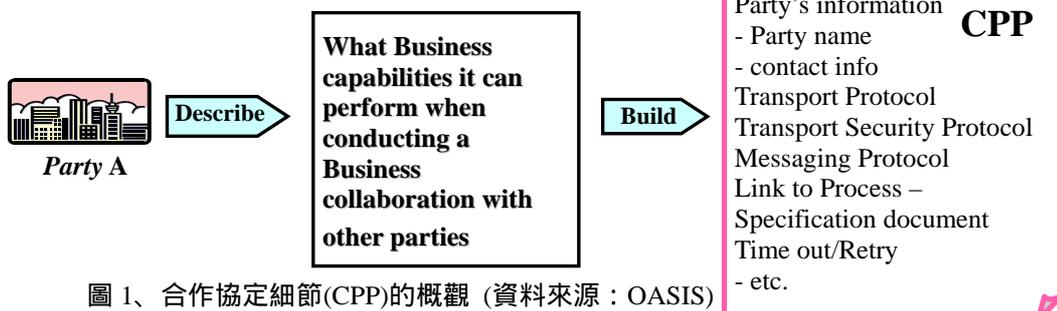 Party A
Describe
What Business
capabilities it can
perform when
conducting a
Business
collaboration with
other parties
Build
Party's information
CPP
- Party name
- contact info
Transport Protocol
Transport Security Protocol
Messaging Protocol
Link to Process –
Specification document
Time out/Retry
- etc.
圖 1、合作協定細節(CPP)的概觀 (資料來源：OASIS)